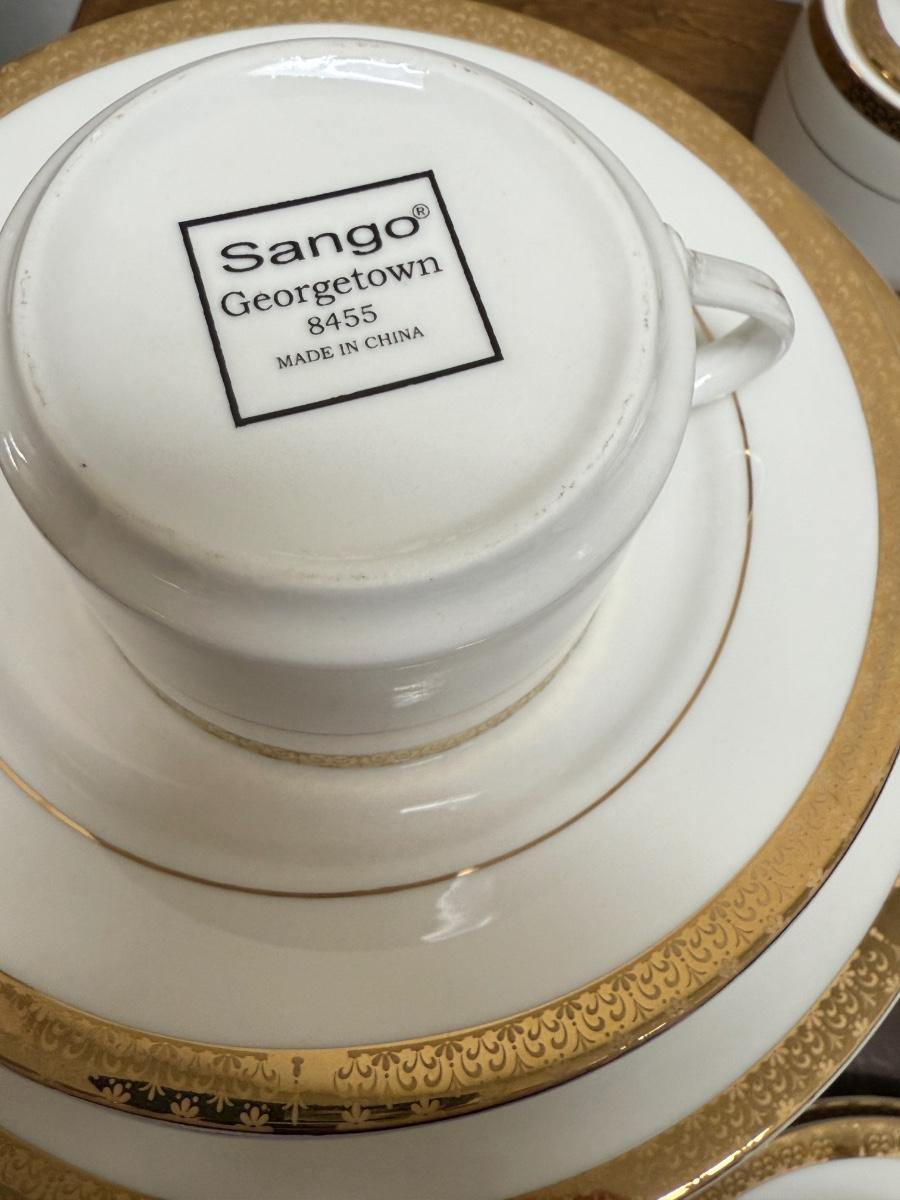 Sango®
Georgetown
8455
MADE IN CHINA